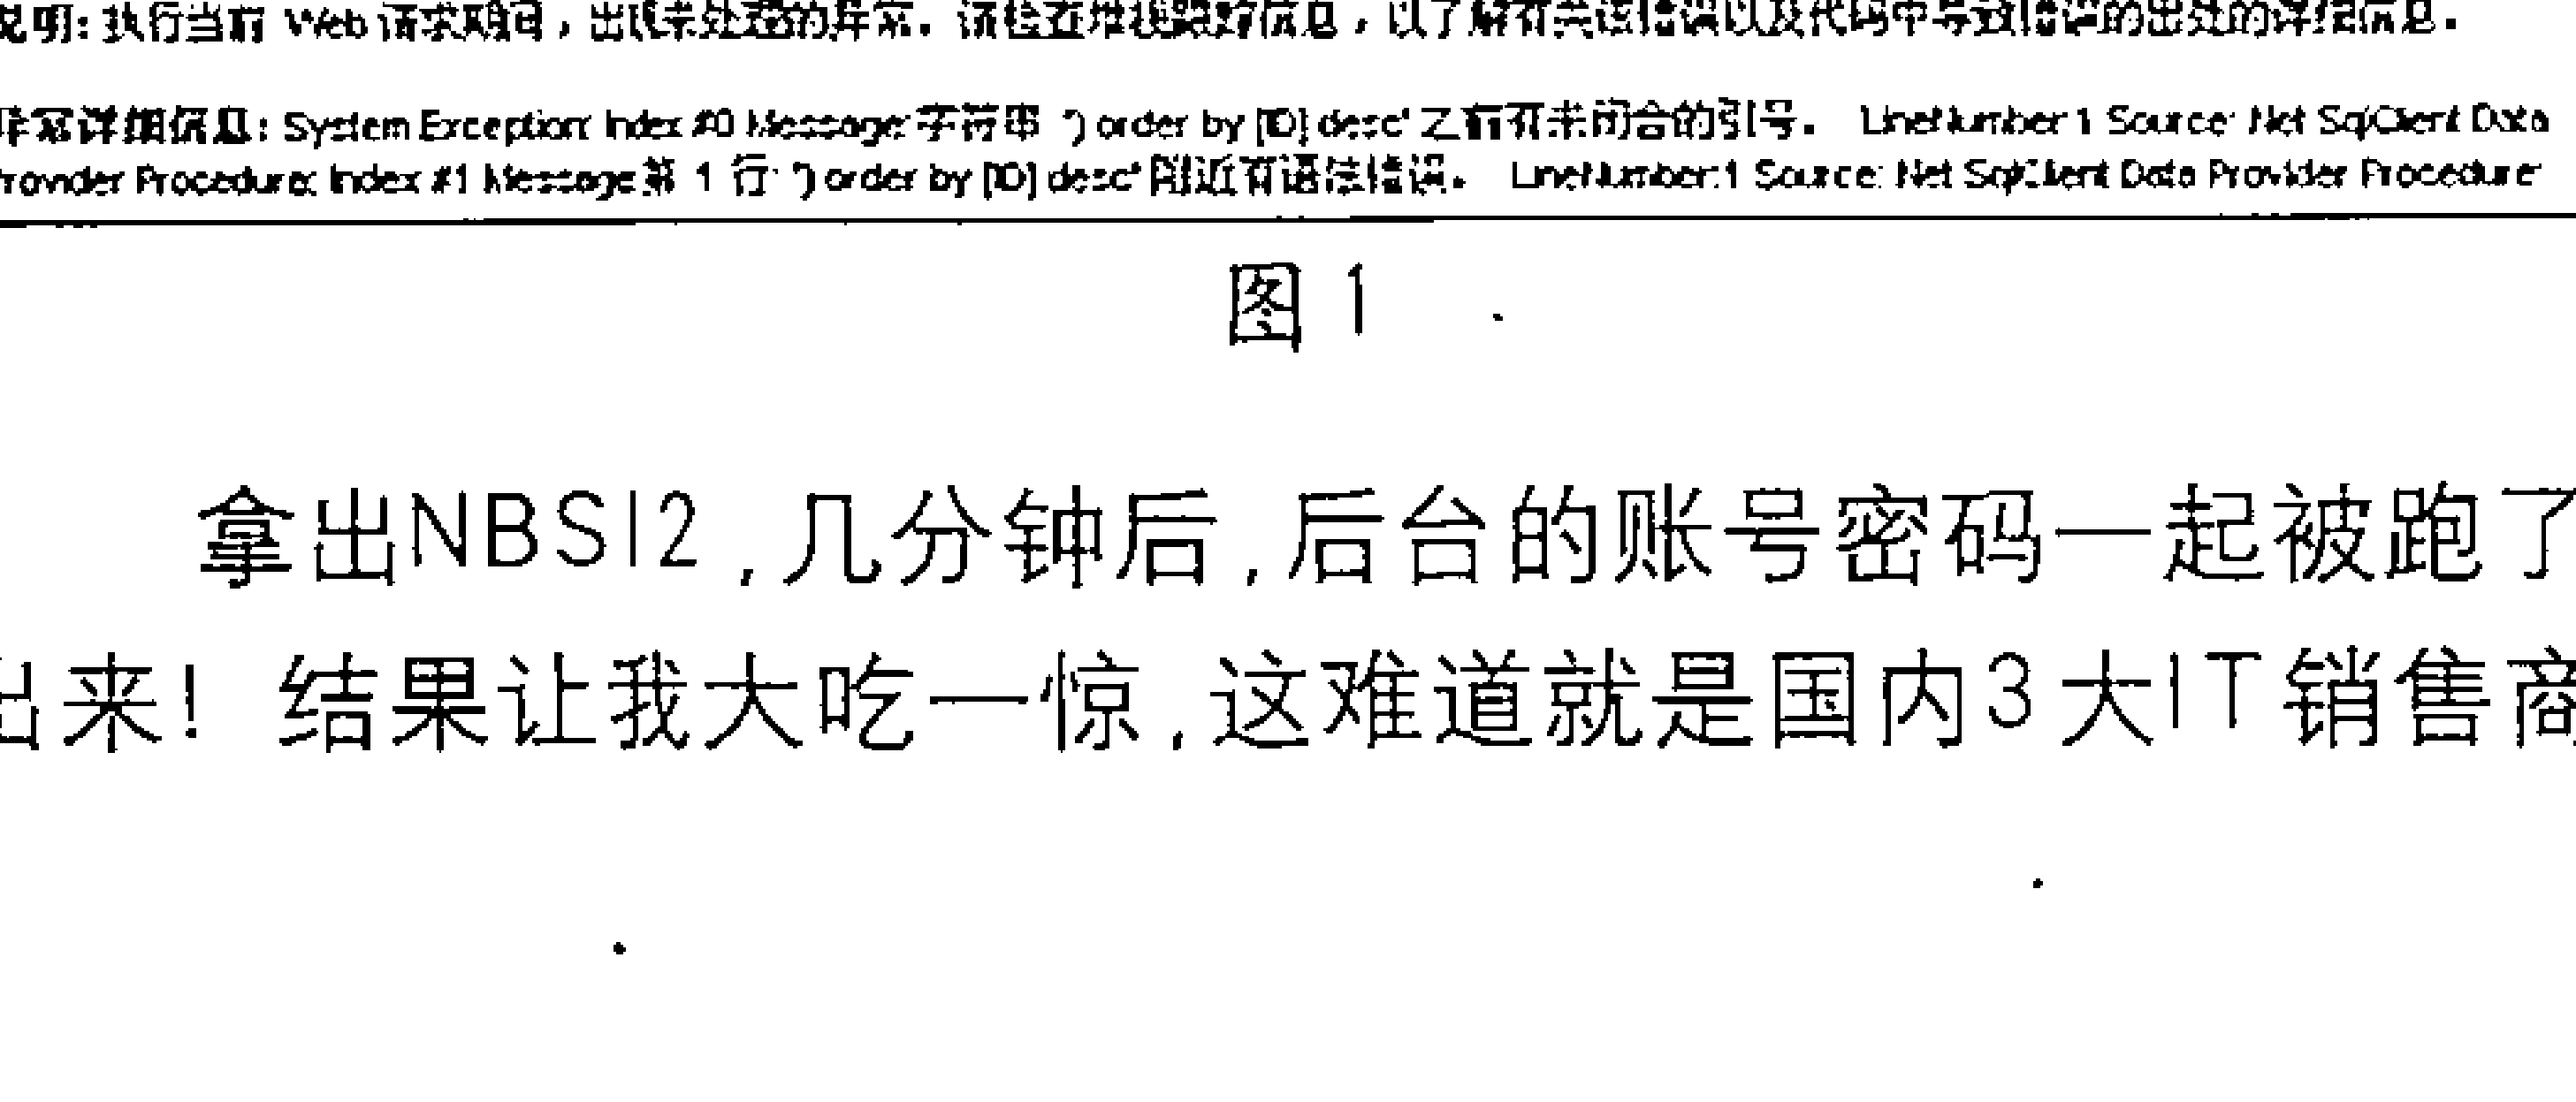 说明: 执行当前 Web 请求期间，出现未处理的异常。请检查堆栈跟踪信息，以了解有关该错误以及代码中导致错误的出处的详细信息。
异常详细信息: System Exception: Index #0 Message: 字符串 ') order by [ID] desc' 之前有未闭合的引号。 LineNumber:1 Source: .Net SqlClient Data
Provider Procedure: Index #1 Message:第 1 行: ') order by [ID] desc' 附近有语法错误。 LineNumber:1 Source: .Net SqlClient Data Provider Procedure:
图 1
拿出NBSI2,几分钟后,后台的账号密码一起被跑了
出来! 结果让我大吃一惊,这难道就是国内3大IT销售商